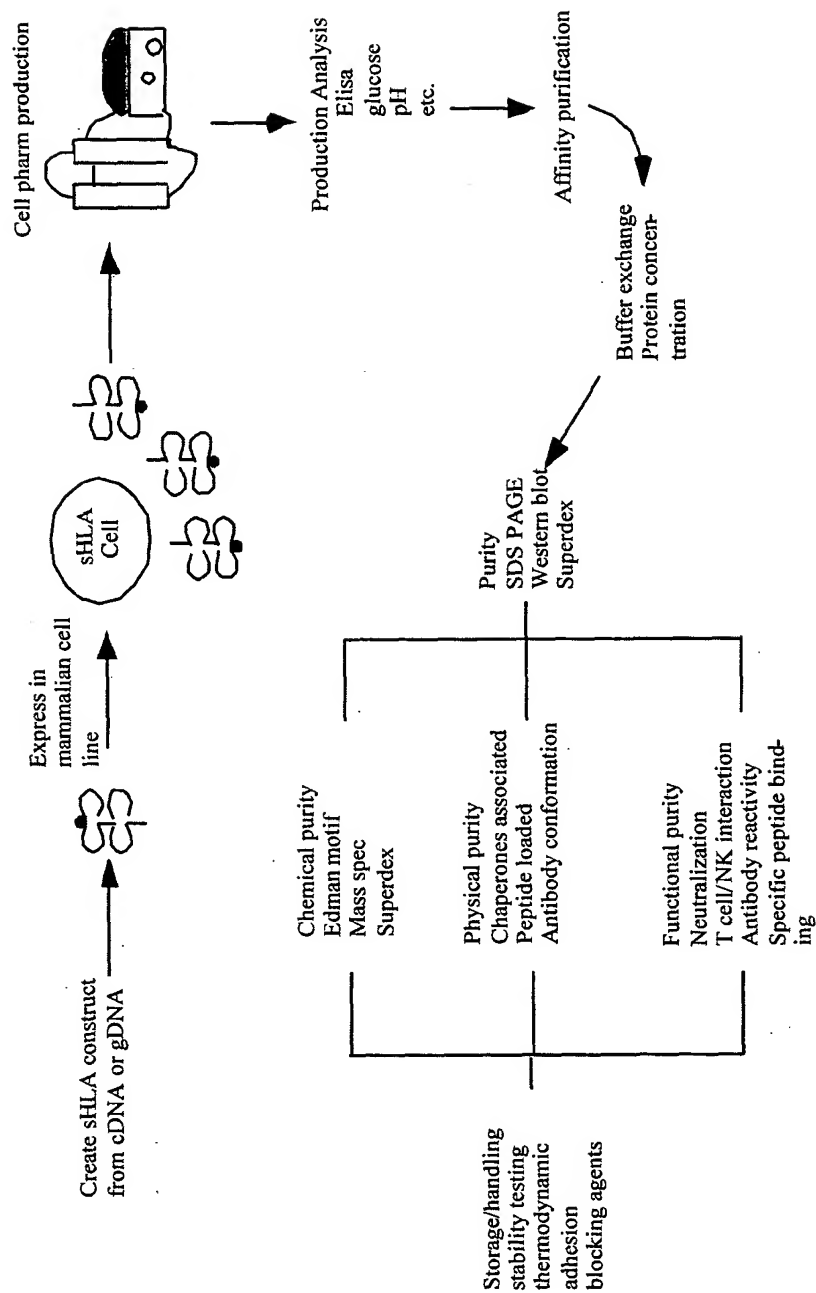 Create sHLA construct
from cDNA or gDNA
Express in
mammalian cell
line
sHLA
Cell
Cell pharm production
Production Analysis
Elisa
glucose
pH
etc.
Affinity purification
Buffer exchange
Protein concen-
tration
Purity
SDS PAGE
Western blot
Superdex
Chemical purity
Edman motif
Mass spec
Superdex
Physical purity
Chaperones associated
Peptide loaded
Antibody conformation
Functional purity
Neutralization
T cell/NK interaction
Antibody reactivity
Specific peptide bind-
ing
Storage/handling
stability testing
thermodynamic
adhesion
blocking agents